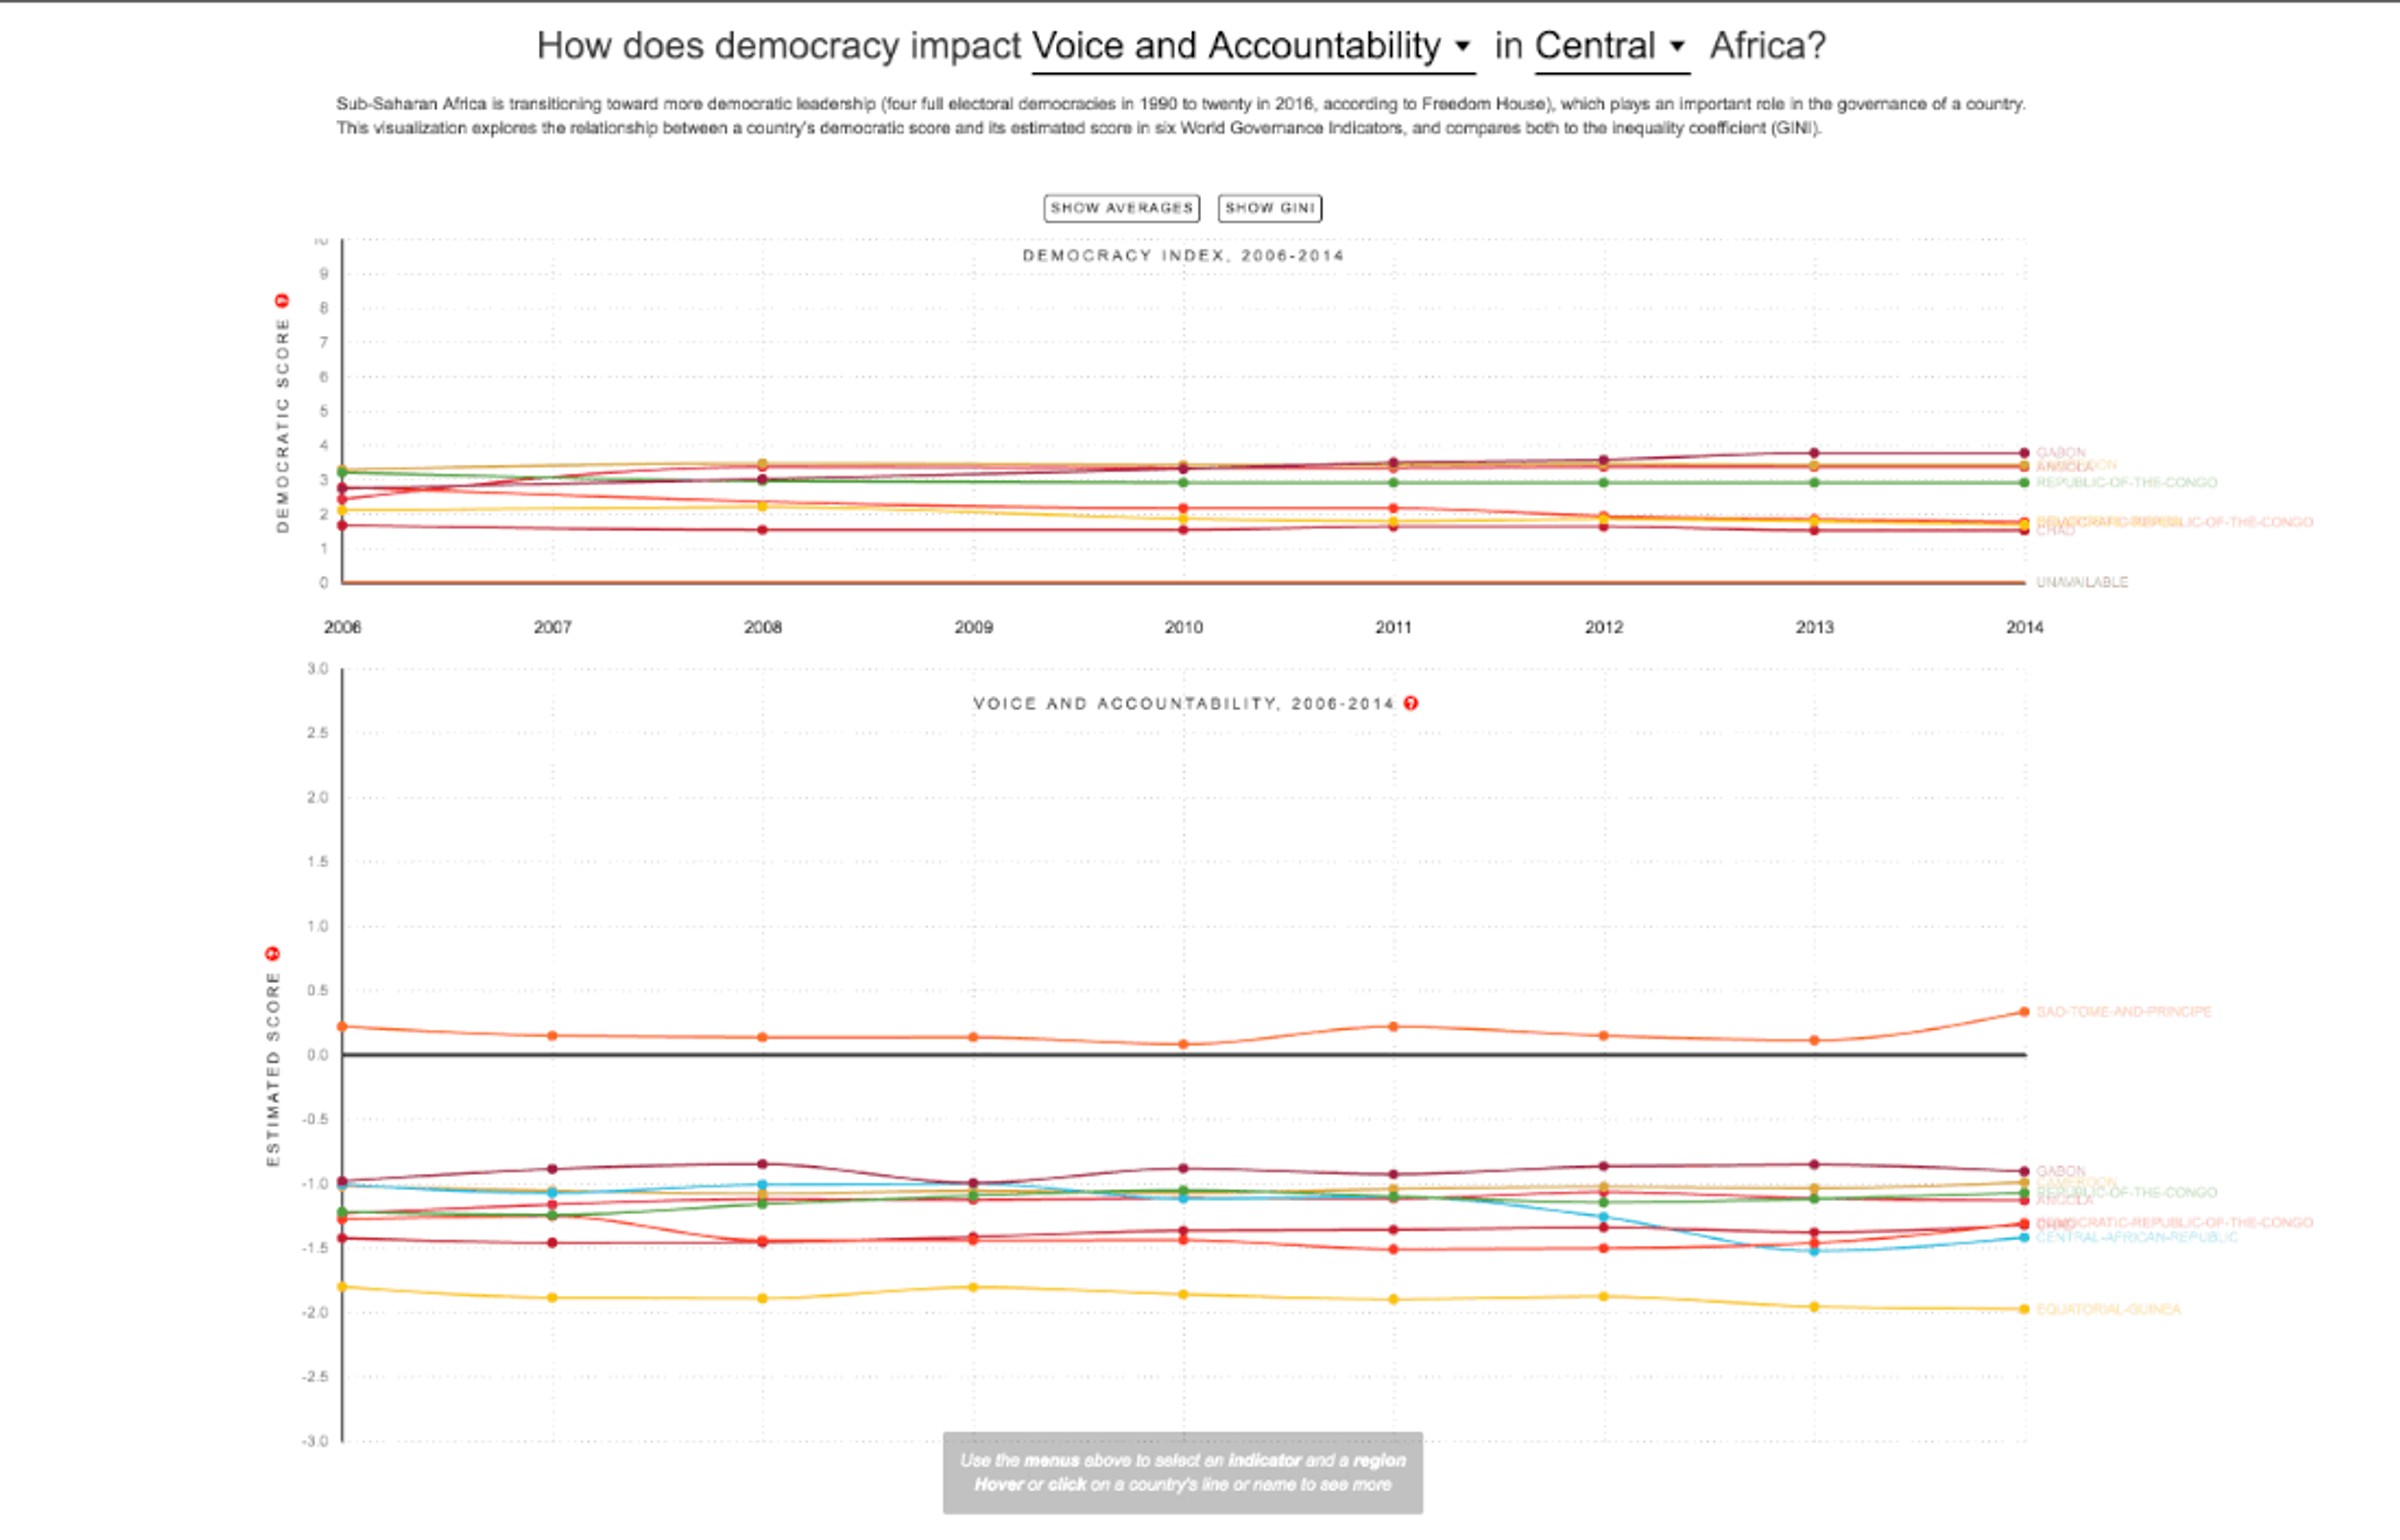 How does democracy impact Voice and Accountability ▾ in Central ▾ Africa?
Sub-Saharan Africa is transitioning toward more democratic leadership (four full electoral democracies in 1990 to twenty in 2016, according to Freedom House), which plays an important role in the governance of a country.
This visualization explores the relationship between a country's democratic score and its estimated score in six World Governance Indicators, and compares both to the inequality coefficient (GINI).
SHOW AVERAGES SHOW GINI
DEMOCRACY INDEX, 2006-2014
DEMOCRATIC SCORE
10
9
8
7
6
5
4
3
2
1
0
GABON
ANGOLA
REPUBLIC-OF-THE-CONGO
DEMOCRATIC-REPUBLIC-OF-THE-CONGO
CHAD
UNAVAILABLE
2006 2007 2008 2009 2010 2011 2012 2013 2014
VOICE AND ACCOUNTABILITY, 2006-2014 ?
ESTIMATED SCORE
3.0
2.5
2.0
1.5
1.0
0.5
0.0
-0.5
-1.0
-1.5
-2.0
-2.5
-3.0
SAO-TOME-AND-PRINCIPE
GABON
CAMEROON
REPUBLIC-OF-THE-CONGO
ANGOLA
DEMOCRATIC-REPUBLIC-OF-THE-CONGO
CENTRAL-AFRICAN-REPUBLIC
EQUATORIAL-GUINEA
Use the menus above to select an indicator and a region
Hover or click on a country's line or name to see more